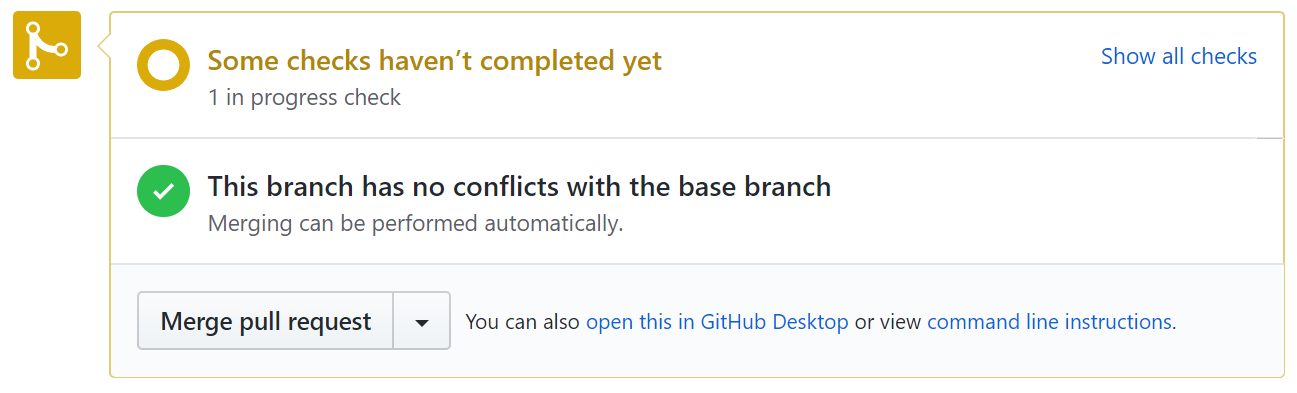 Some checks haven’t completed yet
Show all checks
1 in progress check
This branch has no conflicts with the base branch
Merging can be performed automatically.
Merge pull request
You can also open this in GitHub Desktop or view command line instructions.